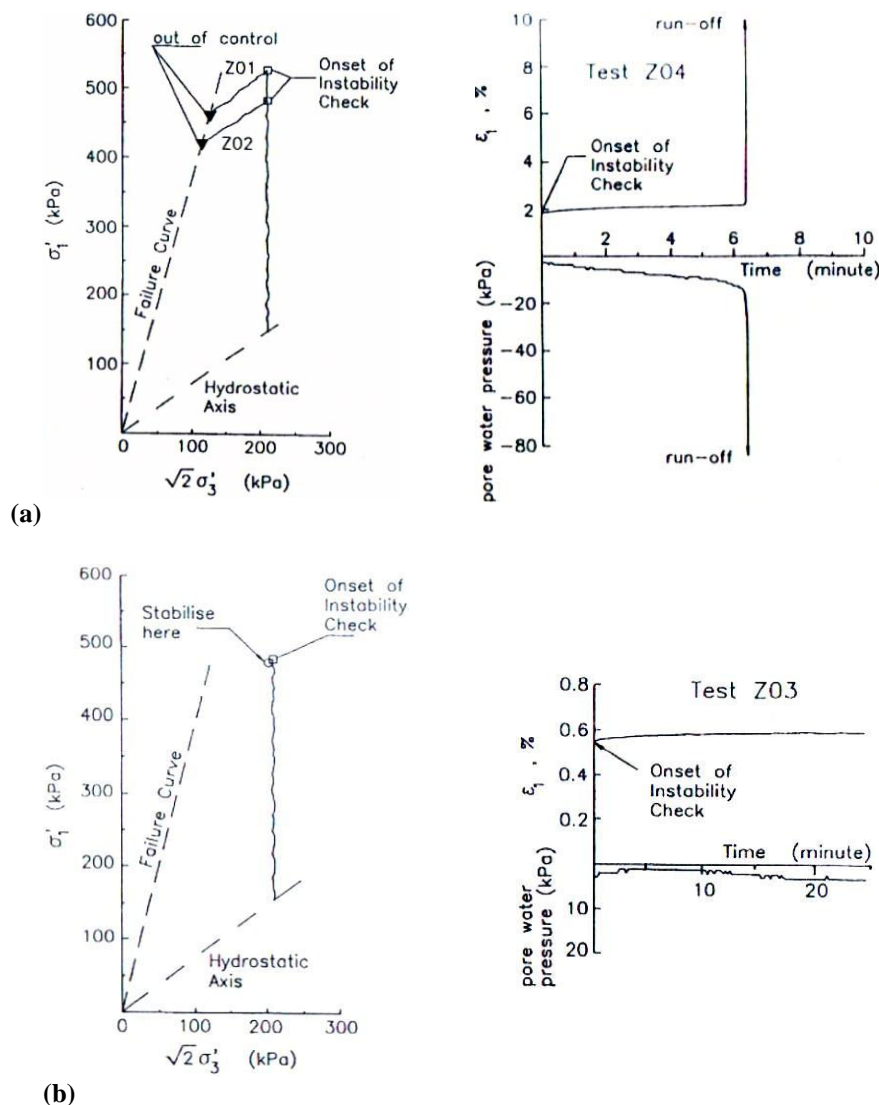 600
500
400
300
200
100
0
100
200
300
σ₁' (kPa)
√2 σ₃' (kPa)
out of control
Z01
Z02
Onset of
Instability
Check
Failure Curve
Hydrostatic
Axis
10
8
6
4
2
ε₁ , %
run-off
Test Z04
Onset of
Instability
Check
2
4
6
8
10
Time (minute)
-20
-40
-60
-80
pore water pressure (kPa)
run-off
(a)
600
500
400
300
200
100
0
100
200
300
σ₁' (kPa)
√2 σ₃' (kPa)
Stabilise
here
Onset of
Instability
Check
Failure Curve
Hydrostatic
Axis
0.8
0.6
0.4
0.2
ε₁ , %
Test Z03
Onset of
Instability
Check
Time (minute)
10
20
10
20
pore water
pressure (kPa)
(b)